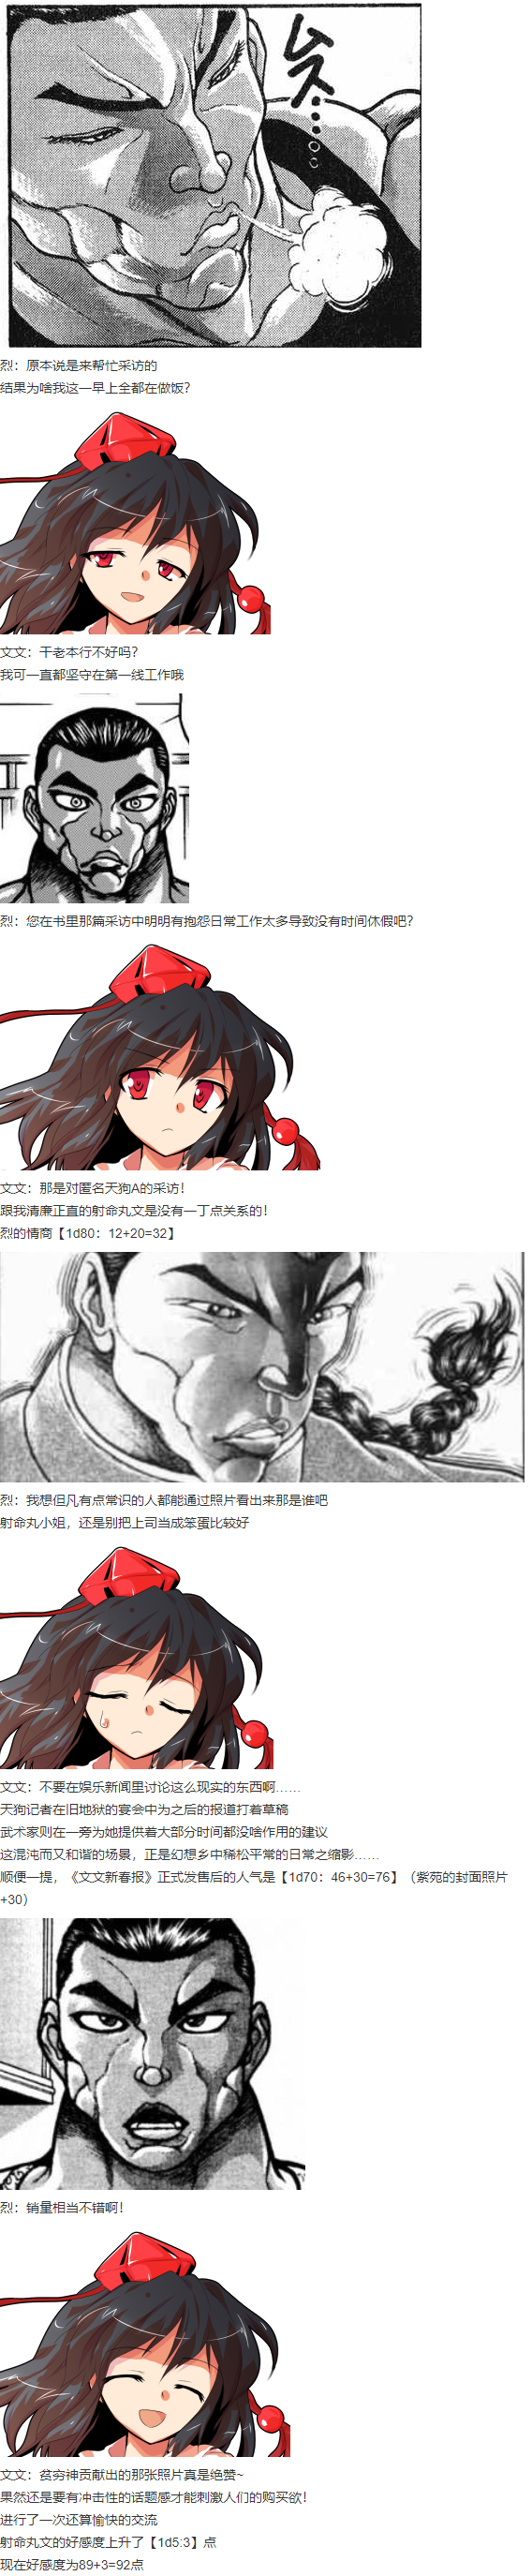 ムス…
烈：原本说是来帮忙采访的
结果为啥我这一早上全都在做饭？
文文：干老本行不好吗？
我可一直都坚守在第一线工作哦
烈：您在书里那篇采访中明明有抱怨日常工作太多导致没有时间休假吧？
文文：那是对匿名天狗A的采访！
跟我清廉正直的射命丸文是没有一丁点关系的！
烈的情商【1d80：12+20=32】
烈：我想但凡有点常识的人都能通过照片看出来那是谁吧
射命丸小姐，还是别把上司当成笨蛋比较好
文文：不要在娱乐新闻里讨论这么现实的东西啊……
天狗记者在旧地狱的宴会中为之后的报道打着草稿
武术家则在一旁为她提供着大部分时间都没啥作用的建议
这混沌而又和谐的场景，正是幻想乡中稀松平常的日常之缩影……
顺便一提，《文文新春报》正式发售后的人气是【1d70：46+30=76】（紫苑的封面照片
+30）
烈：销量相当不错啊！
文文：贫穷神贡献出的那张照片真是绝赞~
果然还是要有冲击性的话题感才能刺激人们的购买欲！
进行了一次还算愉快的交流
射命丸文的好感度上升了【1d5:3】点
现在好感度为89+3=92点